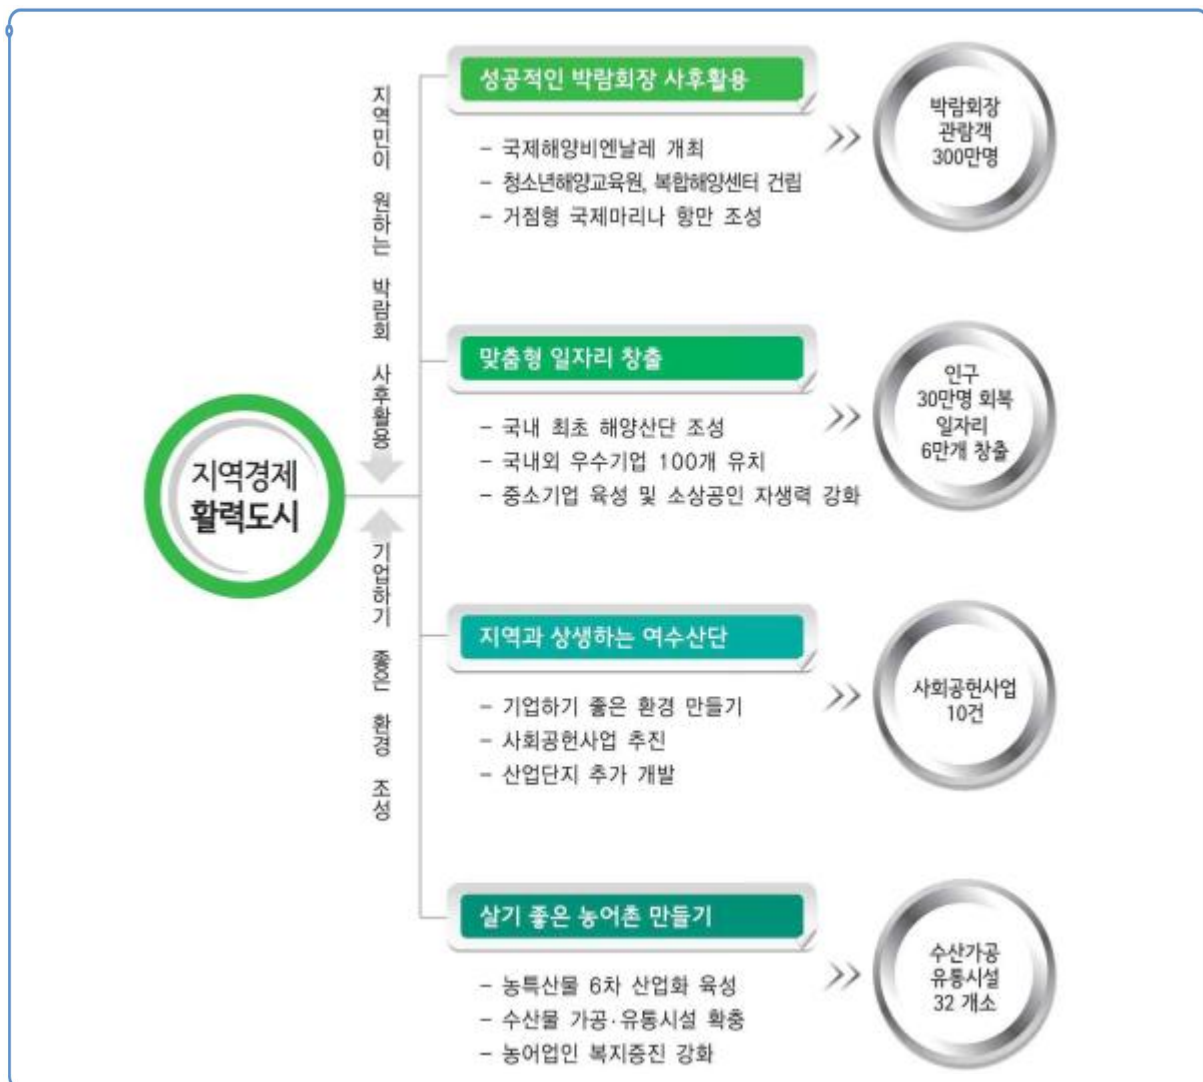 지역경제
활력도시
지역민이 원하는 박람회 사후활용
기업하기 좋은 환경 조성
성공적인 박람회장 사후활용
- 국제해양비엔날레 개최
- 청소년해양교육원, 복합해양센터 건립
- 거점형 국제마리나 항만 조성
박람회장
관람객
300만명
맞춤형 일자리 창출
- 국내 최초 해양산단 조성
- 국내외 우수기업 100개 유치
- 중소기업 육성 및 소상공인 자생력 강화
인구
30만명 회복
일자리
6만개 창출
지역과 상생하는 여수산단
- 기업하기 좋은 환경 만들기
- 사회공헌사업 추진
- 산업단지 추가 개발
사회공헌사업
10건
살기 좋은 농어촌 만들기
- 농특산물 6차 산업화 육성
- 수산물 가공·유통시설 확충
- 농어업인 복지증진 강화
수산가공
유통시설
32 개소